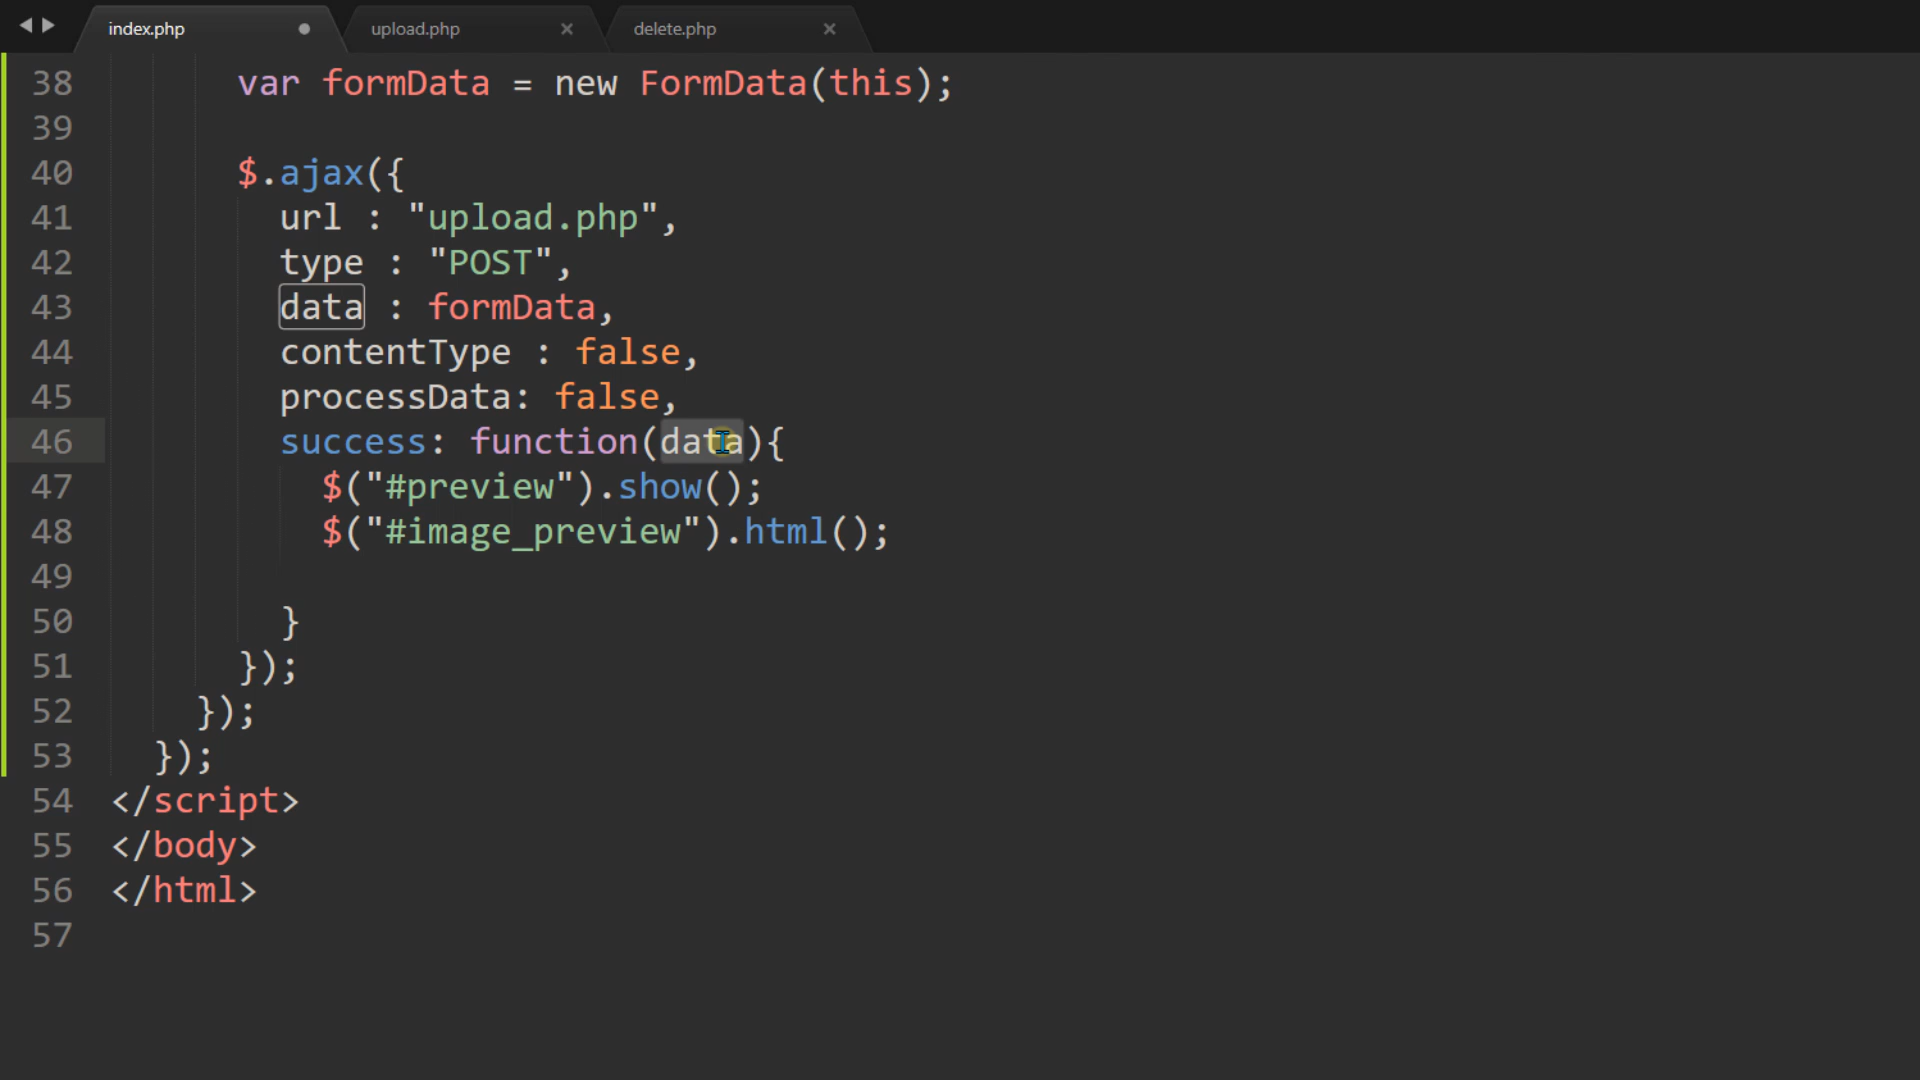 index.php upload.php delete.php
38 var formData = new FormData(this);
39
40 $.ajax({
41 url : "upload.php",
42 type : "POST",
43 data : formData,
44 contentType : false,
45 processData: false,
46 success: function(data){
47 $("#preview").show();
48 $("#image_preview").html();
49
50 }
51 });
52 });
53 });
54 </script>
55 </body>
56 </html>
57